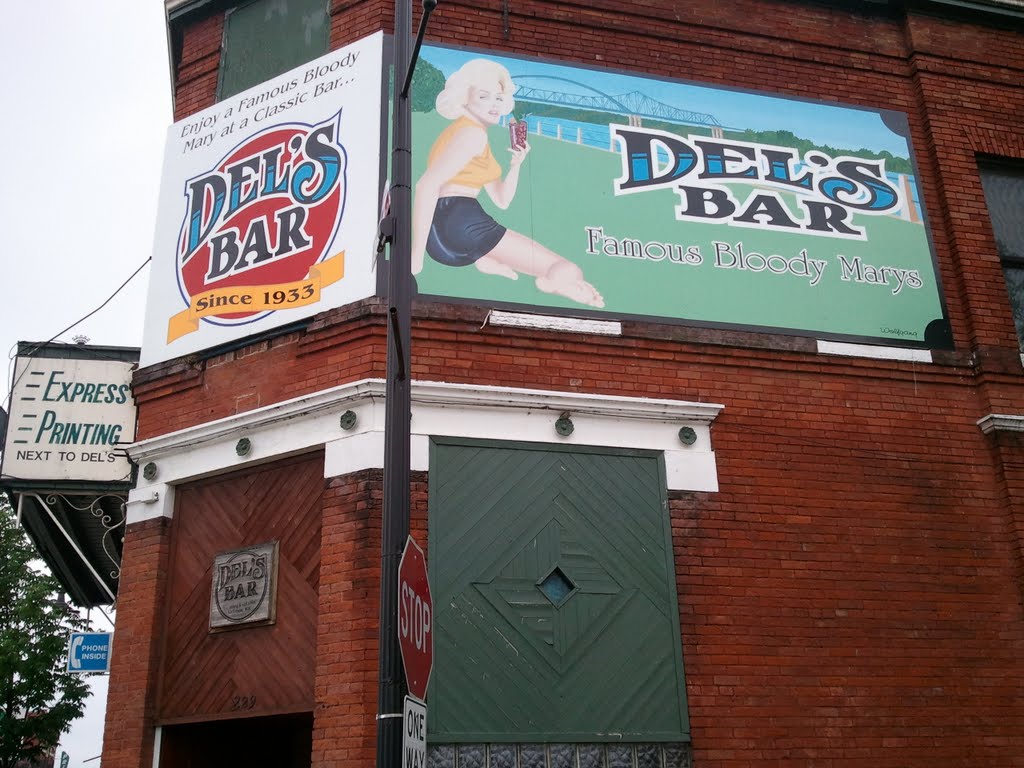 Enjoy a Famous Bloody
Mary at a Classic Bar...
DEL'S
BAR
Since 1933
DEL'S
BAR
Famous Bloody Marys
EXPRESS
PRINTING
NEXT TO DEL'S
DEL'S
BAR
PHONE
INSIDE
229
STOP
ONE
WAY